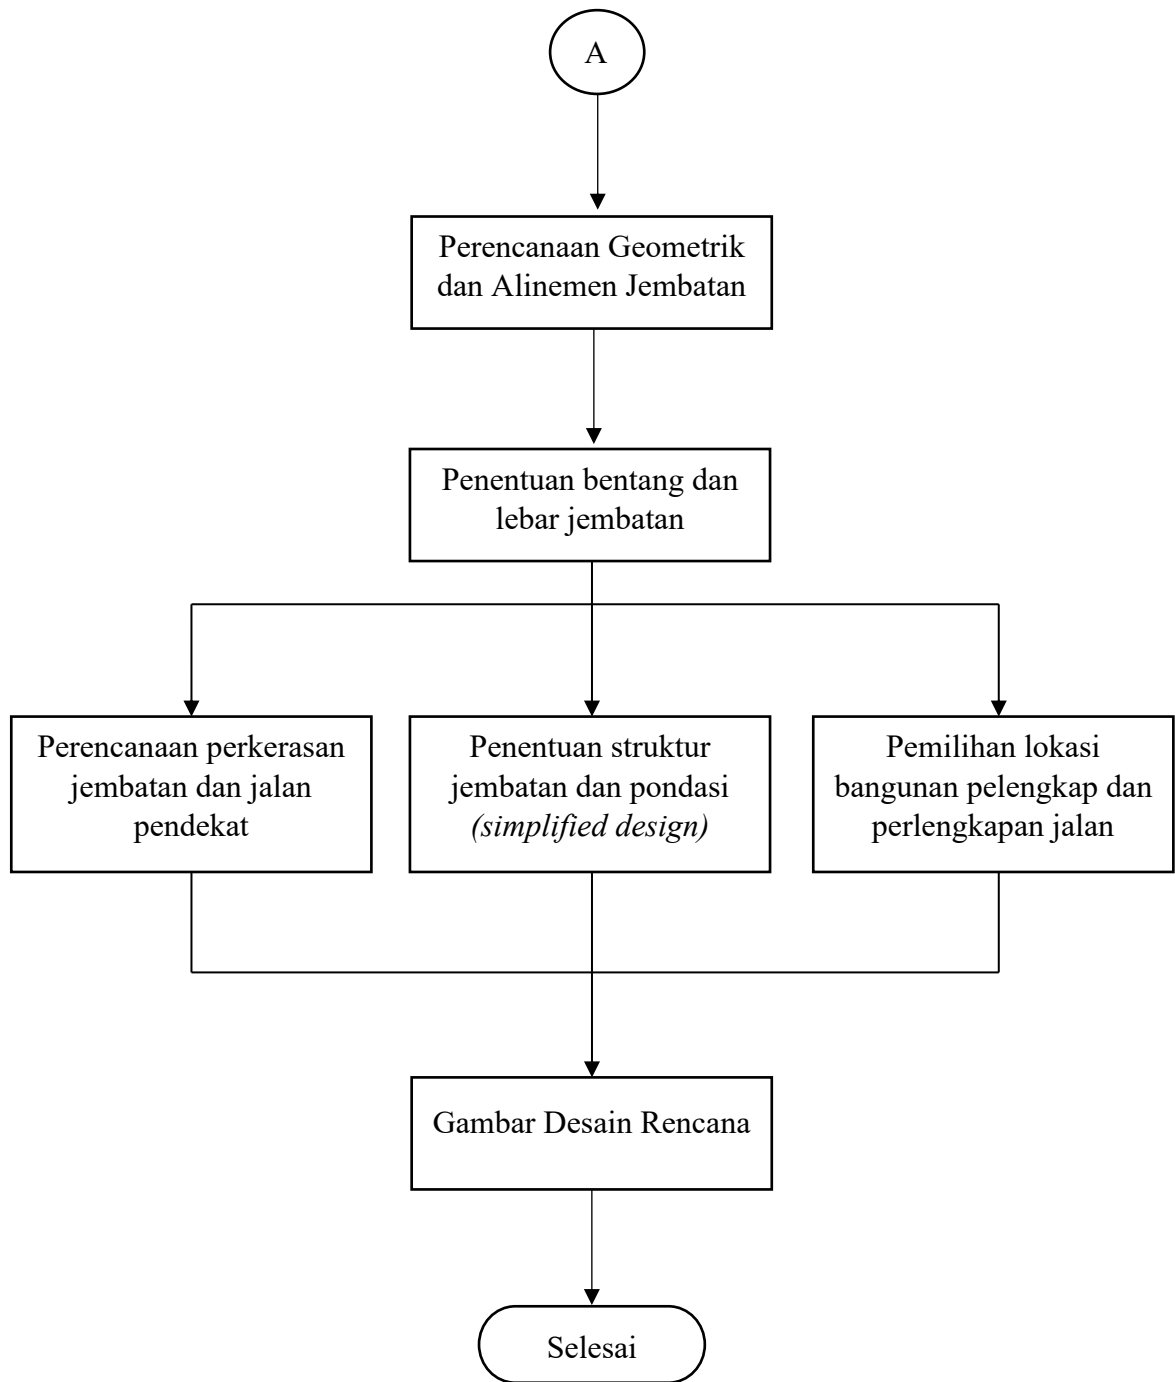 A
Perencanaan Geometrik
dan Alinemen Jembatan
Penentuan bentang dan
lebar jembatan
Perencanaan perkerasan
jembatan dan jalan
pendekat
Penentuan struktur
jembatan dan pondasi
(simplified design)
Pemilihan lokasi
bangunan pelengkap dan
perlengkapan jalan
Gambar Desain Rencana
Selesai